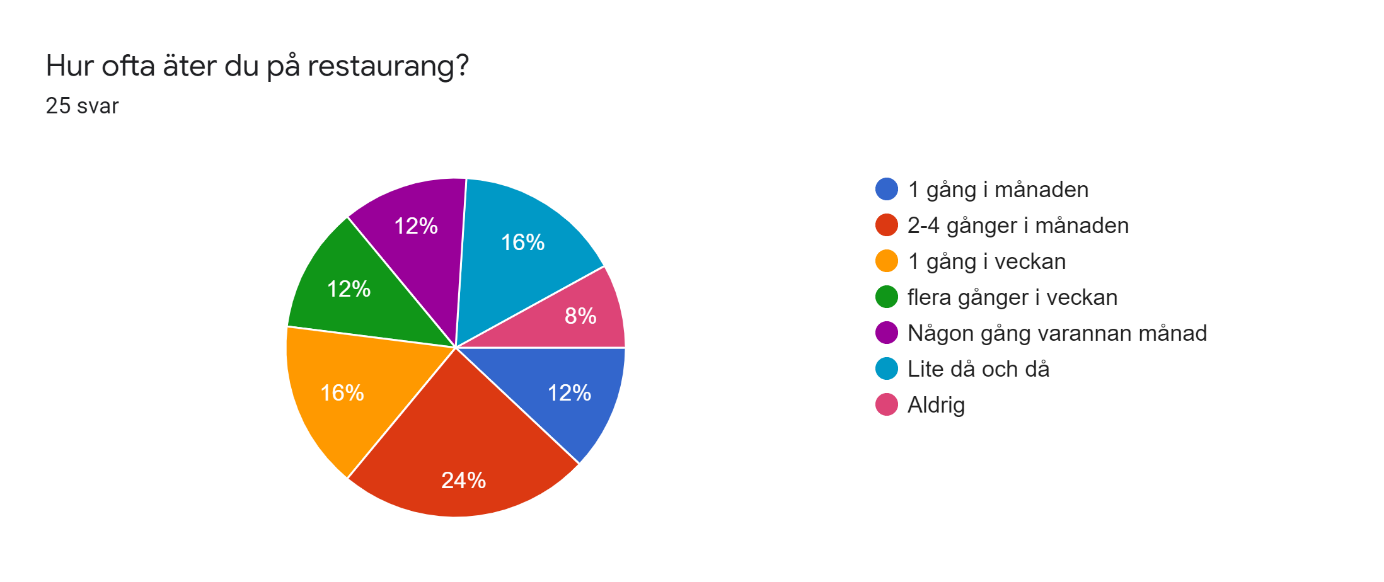 Hur ofta äter du på restaurang?
25 svar
12%
16%
8%
12%
16%
24%
12%
1 gång i månaden
2-4 gånger i månaden
1 gång i veckan
flera gånger i veckan
Någon gång varannan månad
Lite då och då
Aldrig